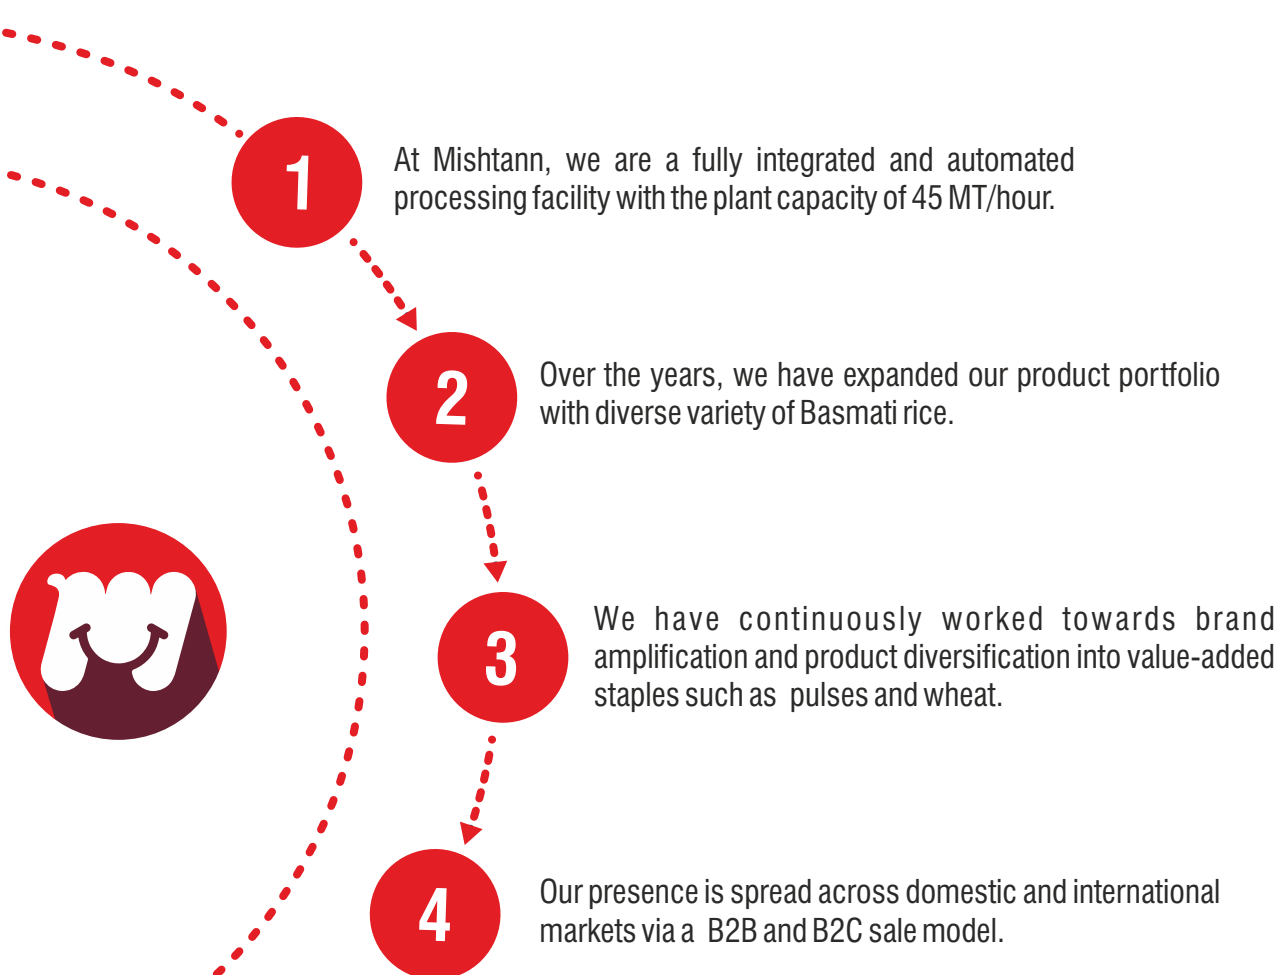 1
At Mishtann, we are a fully integrated and automated
processing facility with the plant capacity of 45 MT/hour.
2
Over the years, we have expanded our product portfolio
with diverse variety of Basmati rice.
3
We have continuously worked towards brand
amplification and product diversification into value-added
staples such as pulses and wheat.
4
Our presence is spread across domestic and international
markets via a B2B and B2C sale model.